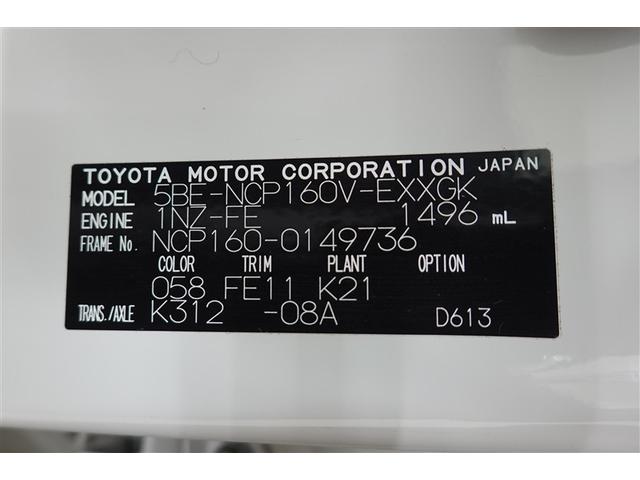 TOYOTA MOTOR CORPORATION JAPAN
MODEL 5BE-NCP160V-EXXGK
ENGINE 1NZ-FE 1496 mL
FRAME No. NCP160-0149736
COLOR TRIM PLANT OPTION
058 FE11 K21
TRANS./AXLE K312 -08A D613